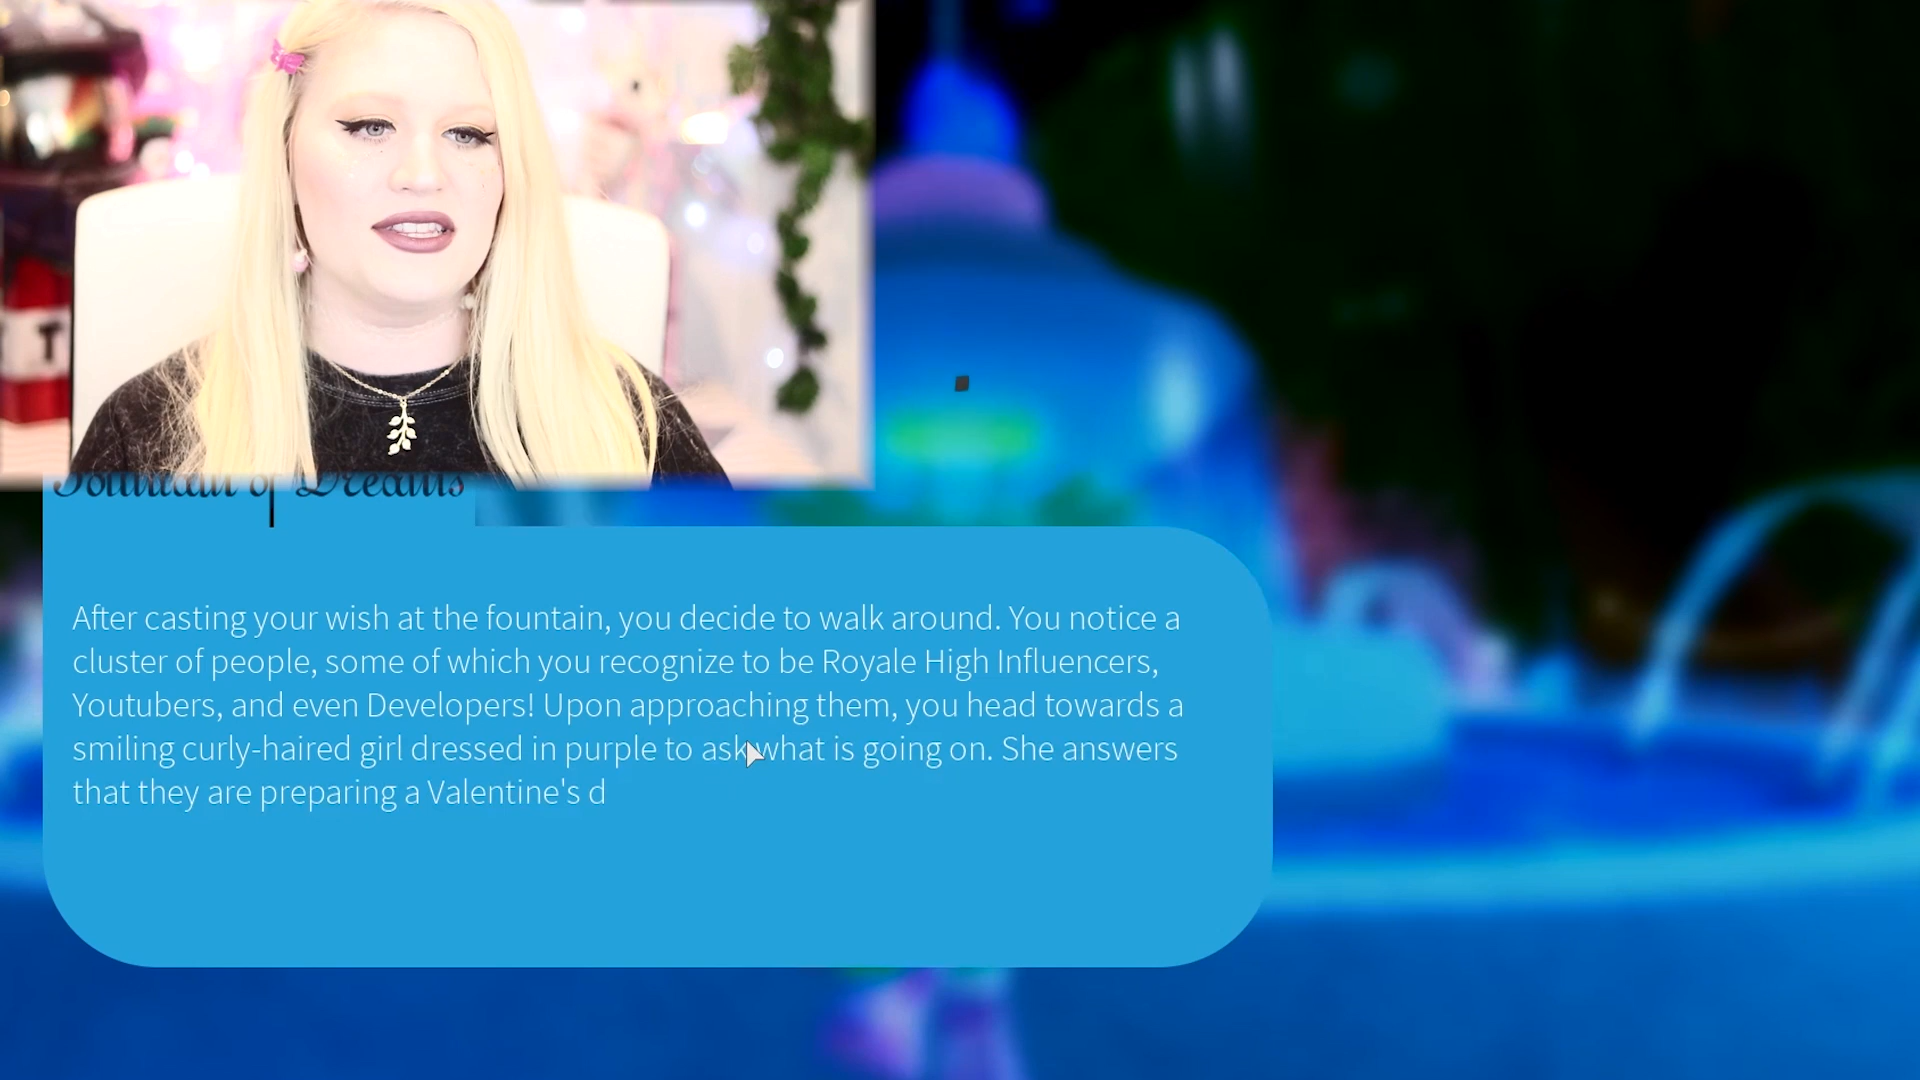 Fountain of Dreams
After casting your wish at the fountain, you decide to walk around. You notice a
cluster of people, some of which you recognize to be Royale High Influencers,
Youtubers, and even Developers! Upon approaching them, you head towards a
smiling curly-haired girl dressed in purple to ask what is going on. She answers
that they are preparing a Valentine's d